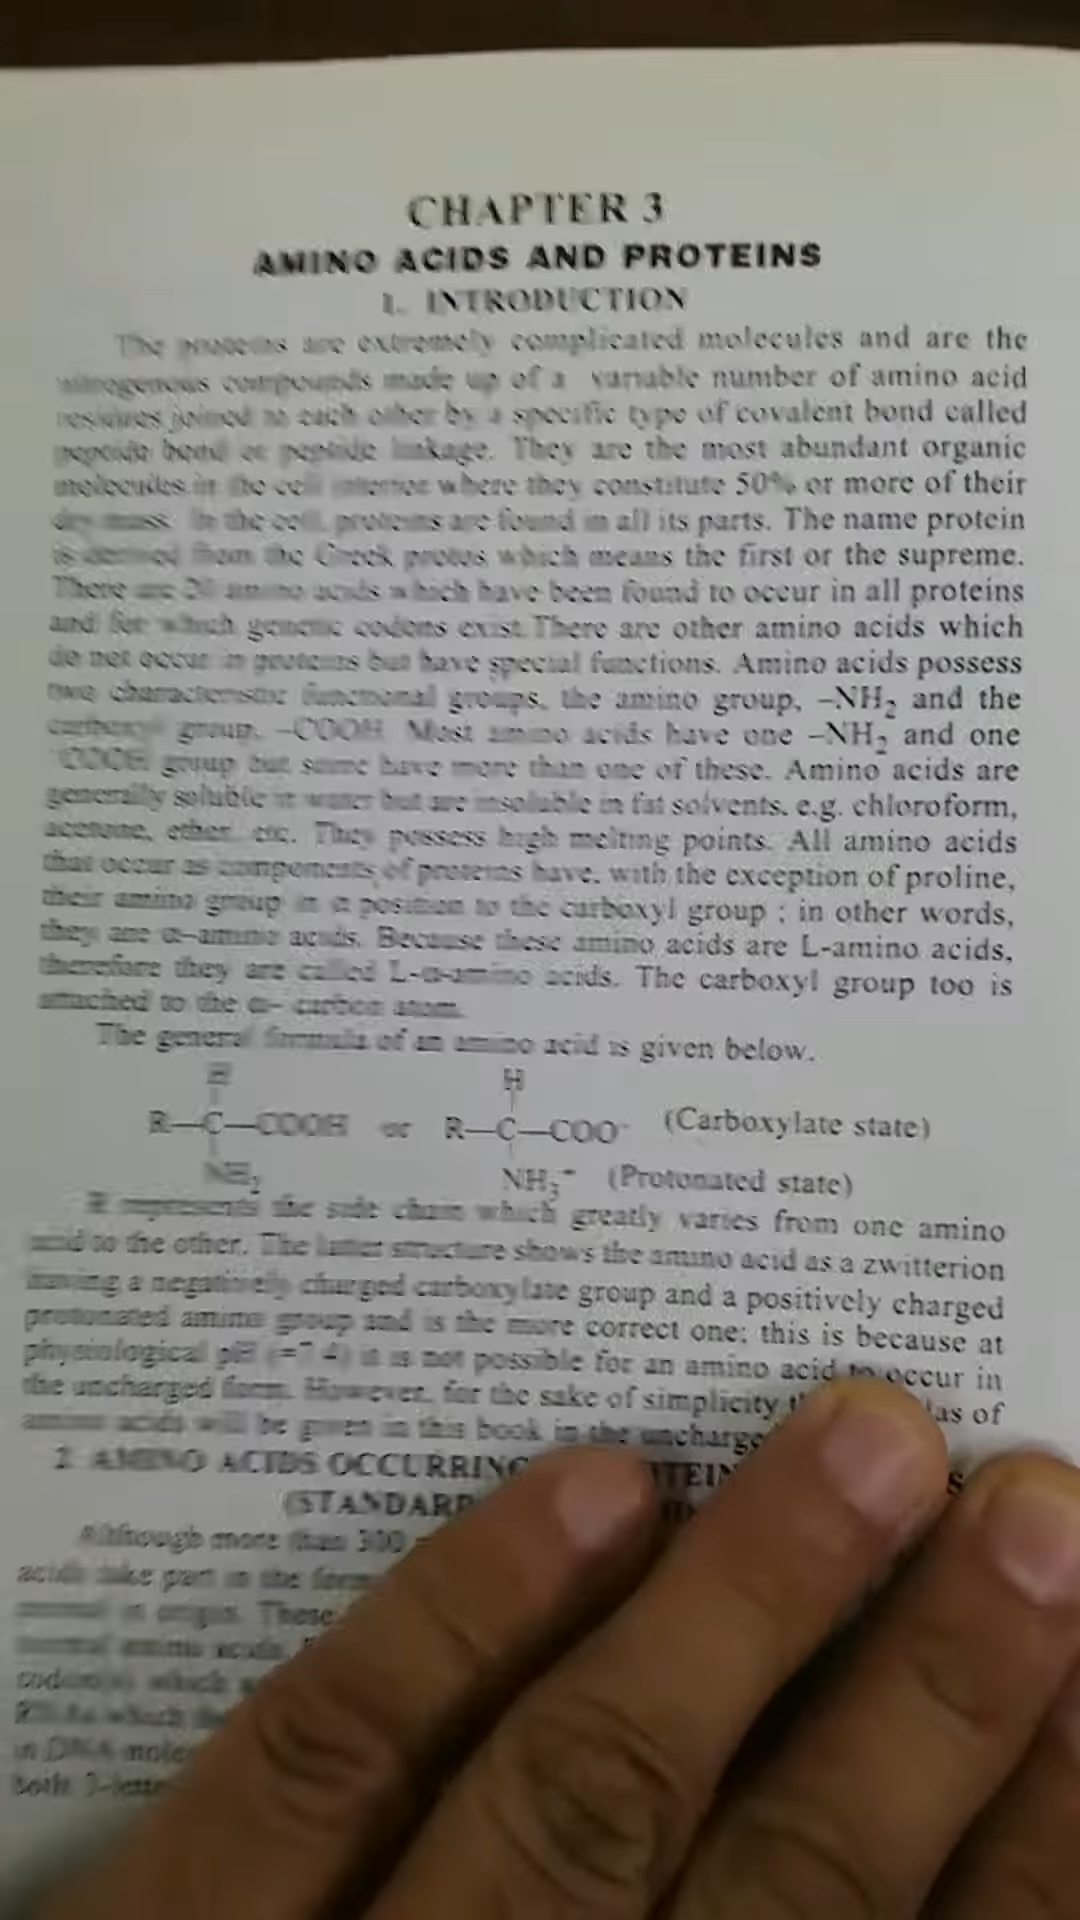 CHAPTER 3
AMINO ACIDS AND PROTEINS
1. INTRODUCTION
The proteins are extremely complicated molecules and are the
nitrogenous compounds made up of a variable number of amino acid
residues joined to each other by a specific type of covalent bond called
peptide bond or peptide linkage. They are the most abundant organic
molecules in the cell interior where they constitute 50% or more of their
dry mass. In the cell, proteins are found in all its parts. The name protein
is derived from the Greek protos which means the first or the supreme.
There are 20 amino acids which have been found to occur in all proteins
and for which genetic codons exist. There are other amino acids which
do not occur in proteins but have special functions. Amino acids possess
two characteristic functional groups, the amino group, –NH₂ and the
carboxyl group, –COOH. Most amino acids have one –NH₂ and one
COOH group but some have more than one of these. Amino acids are
generally soluble in water but are insoluble in fat solvents, e.g. chloroform,
acetone, ether, etc. They possess high melting points. All amino acids
that occur as components of proteins have, with the exception of proline,
their amino group in α position to the carboxyl group ; in other words,
they are α–amino acids. Because these amino acids are L-amino acids,
therefore they are called L-α-amino acids. The carboxyl group too is
attached to the α– carbon atom.
The general formula of an amino acid is given below.
H H
R—C—COOH or R—C—COO⁻ (Carboxylate state)
NH₂ NH₃⁺ (Protonated state)
R represents the side chain which greatly varies from one amino
acid to the other. The latter structure shows the amino acid as a zwitterion
having a negatively charged carboxylate group and a positively charged
protonated amino group and is the more correct one; this is because at
physiological pH (=7.4) it is not possible for an amino acid to occur in
the uncharged form. However, for the sake of simplicity of
amino acids will be given in this book in the
2 AMINO ACIDS OCCURRING
(STANDARD
Although more than 300
acids take part in the
in origin. These
normal amino acids.
which
which
in DNA
both 3-